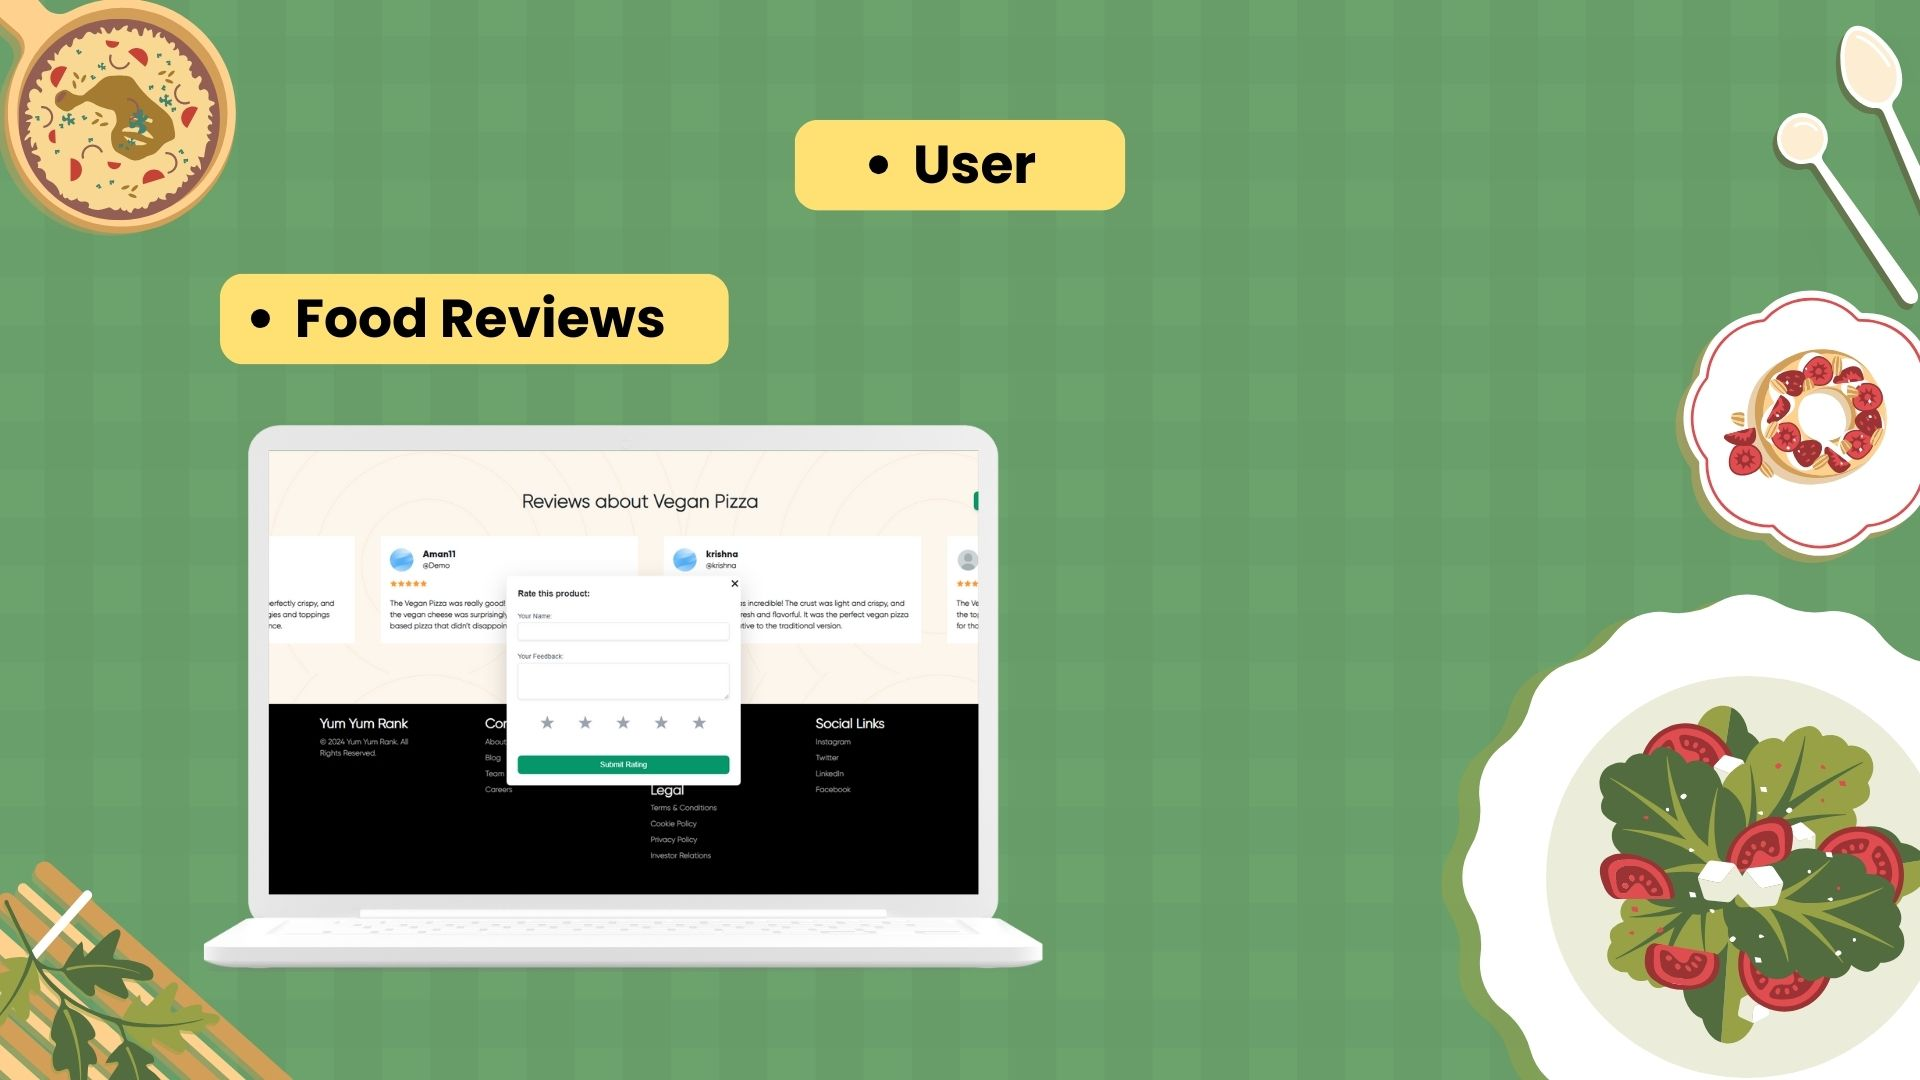 • User
• Food Reviews
Reviews about Vegan Pizza
Aman11
@Demo
The Vegan Pizza was really good!
the vegan cheese was surprisingly
based pizza that didn't
krishna
@krishna
incredible! The crust was light and crispy, and
and flavorful. It was the perfect vegan pizza
to the traditional version.
crispy, and
and toppings
Rate this product:
Your Name:
Your Feedback:
Submit Rating
Yum Yum Rank
© 2024 Yum Yum Rank. All
Rights Reserved.
About
Blog
Team
Careers
Legal
Terms & Conditions
Cookie Policy
Privacy Policy
Investor Relations
Social Links
Instagram
Twitter
LinkedIn
Facebook